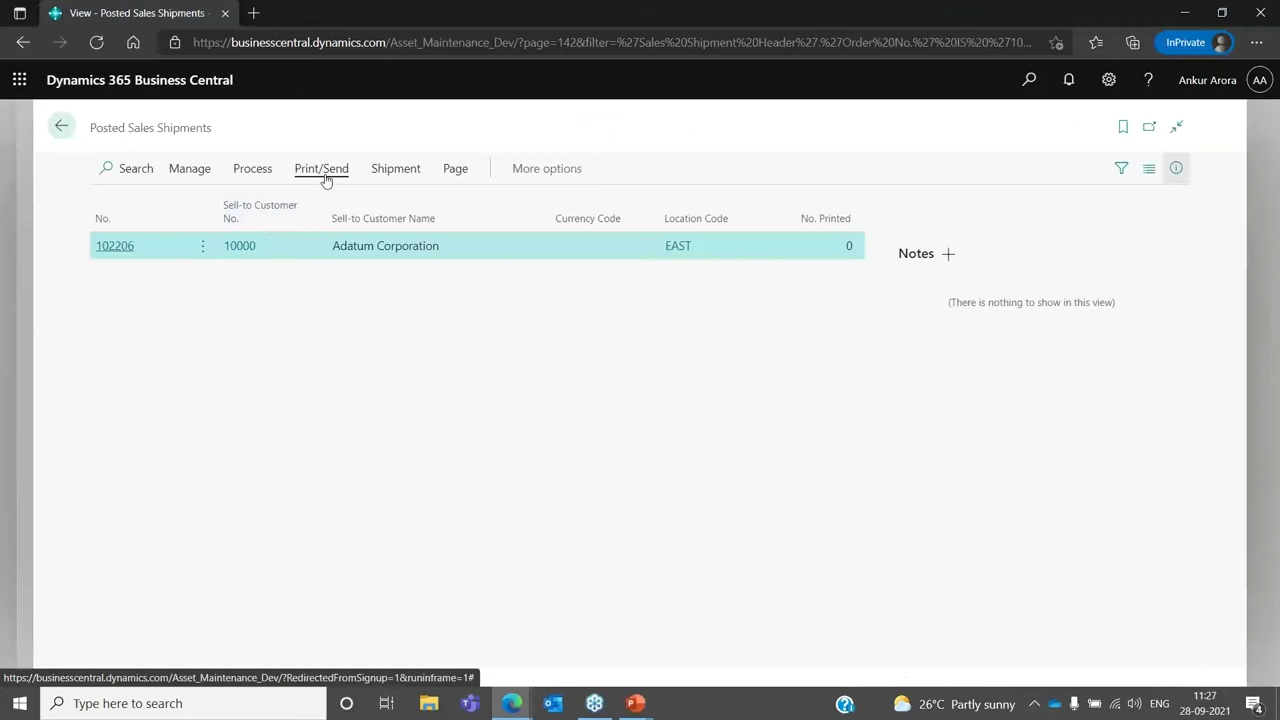 View - Posted Sales Shipments -
https://businesscentral.dynamics.com/Asset_Maintenance_Dev/?page=142&filter=%27Sales%20Shipment%20Header%27.%27Order%20No.%27%20IS%20%2710...
InPrivate
Dynamics 365 Business Central
?
Ankur Arora
AA
Posted Sales Shipments
Search
Manage
Process
Print/Send
Shipment
Page
More options
No.
Sell-to Customer
No.
Sell-to Customer Name
Currency Code
Location Code
No. Printed
102206
10000
Adatum Corporation
EAST
0
Notes
(There is nothing to show in this view)
https://businesscentral.dynamics.com/Asset_Maintenance_Dev/?RedirectedFromSignup=1&runinframe=1#
Type here to search
26°C Partly sunny
ENG
11:27
28-09-2021
4